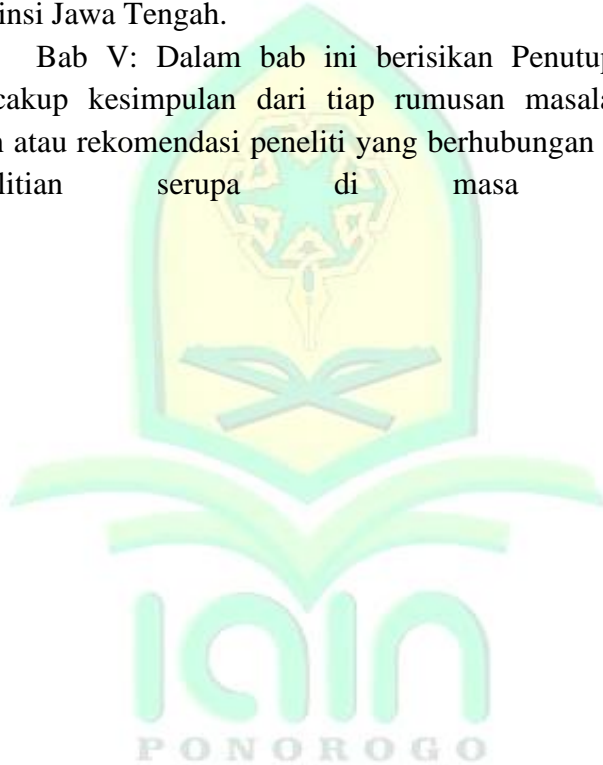 insi Jawa Tengah.
Bab V: Dalam bab ini berisikan Penutup
cakup kesimpulan dari tiap rumusan masala
n atau rekomendasi peneliti yang berhubungan
litian serupa di masa
iain
PONOROGO